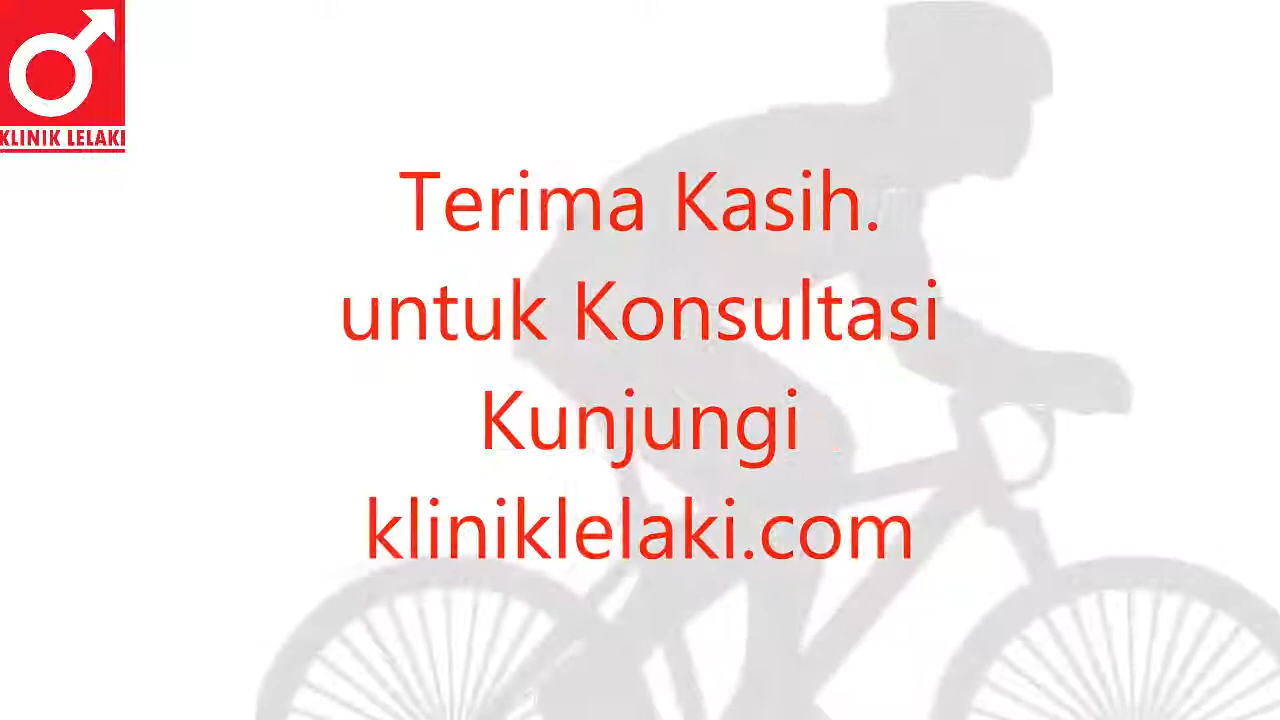 KLINIK LELAKI
Terima Kasih.
untuk Konsultasi
Kunjungi
kliniklelaki.com